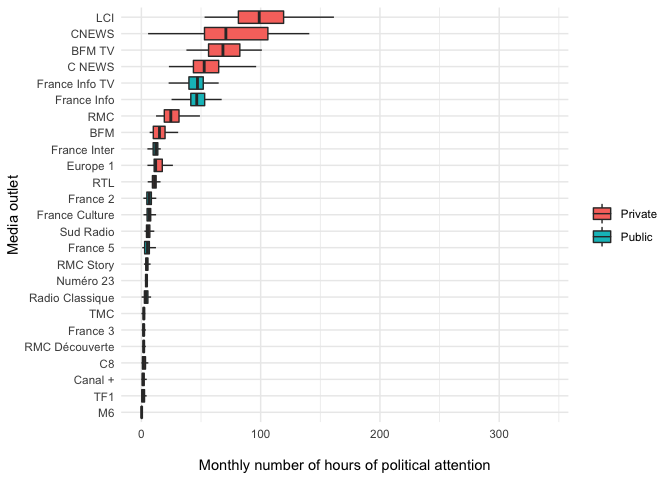 LCI
CNEWS
BFM TV
C NEWS
France Info TV
France Info
RMC
BFM
France Inter
Europe 1
RTL
France 2
France Culture
Sud Radio
France 5
RMC Story
Numéro 23
Radio Classique
TMC
France 3
RMC Découverte
C8
Canal +
TF1
M6
Media outlet
0 100 200 300
Monthly number of hours of political attention
Private
Public